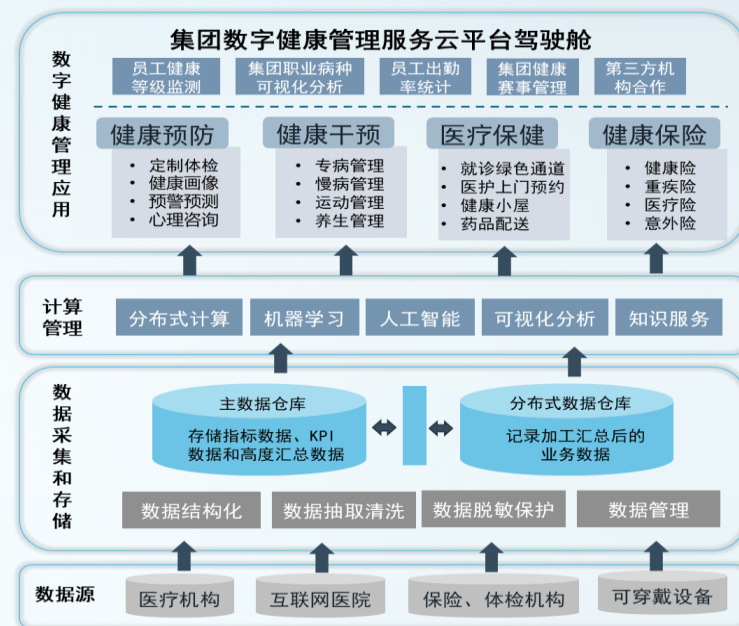 集团数字健康管理服务云平台驾驶舱
数字健康管理应用
员工健康
等级监测
集团职业病种
可视化分析
员工出勤
率统计
集团健康
赛事管理
第三方机
构合作
健康预防
• 定制体检
• 健康画像
• 预警预测
• 心理咨询
健康干预
• 专病管理
• 慢病管理
• 运动管理
• 养生管理
医疗保健
• 就诊绿色通道
• 医护上门预约
• 健康小屋
• 药品配送
健康保险
• 健康险
• 重疾险
• 医疗险
• 意外险
计算
管理
分布式计算
机器学习
人工智能
可视化分析
知识服务
数据采集和存储
主数据仓库
存储指标数据、KPI
数据和高度汇总数据
分布式数据仓库
记录加工汇总后的
业务数据
数据结构化
数据抽取清洗
数据脱敏保护
数据管理
数据源
医疗机构
互联网医院
保险、体检机构
可穿戴设备